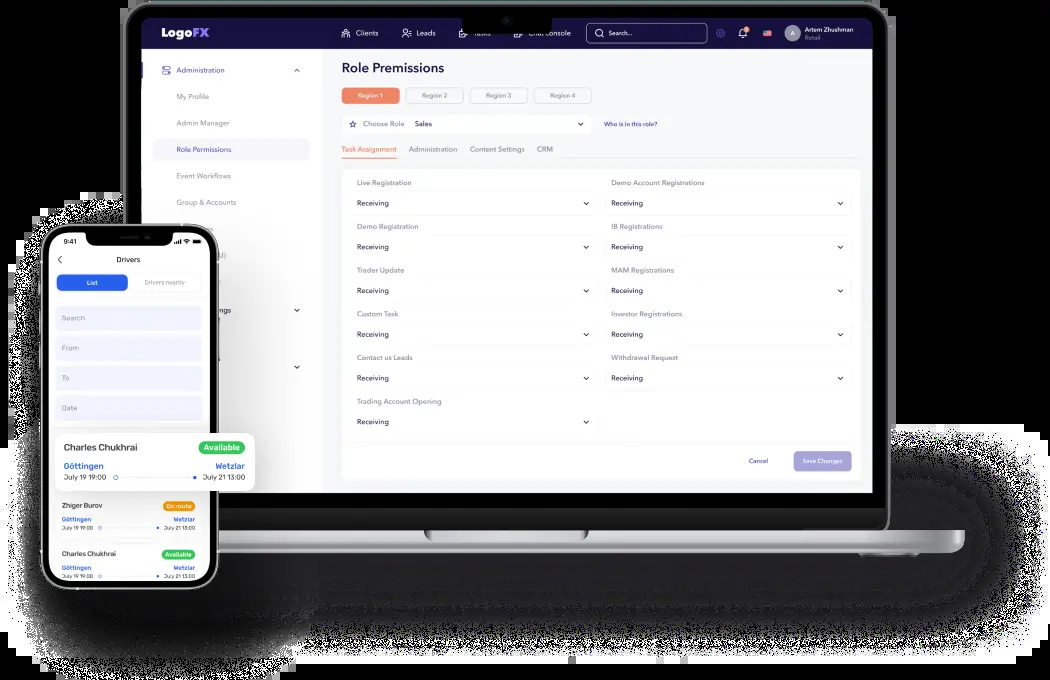 LogoFX
Clients
Leads
Tasks
Chat console
Search...
A
Artem Zhushman
Retail
Administration
My Profile
Admin Manager
Role Permissions
Event Workflows
Group & Accounts
Role Premissions
Region 1
Region 2
Region 3
Region 4
Choose Role
Sales
Who is in this role?
Task Assignment
Administration
Content Settings
CRM
Live Registration
Receiving
Demo Account Registrations
Receiving
Demo Registration
Receiving
IB Registrations
Receiving
Trader Update
Receiving
MAM Registrations
Receiving
Custom Task
Receiving
Investor Registrations
Receiving
Contact us Leads
Receiving
Withdrawal Request
Receiving
Trading Account Opening
Receiving
Cancel
Save Changes
9:41
Drivers
List
Drivers nearby
Search
From
To
Date
Charles Chukhrai
Available
Göttingen
Wetzlar
July 19 19:00
July 21 13:00
Zhiger Burov
En route
Göttingen
Wetzlar
July 19 19:00
July 21 13:00
Charles Chukhrai
Available
Göttingen
Wetzlar
July 19 19:00
July 21 13:00